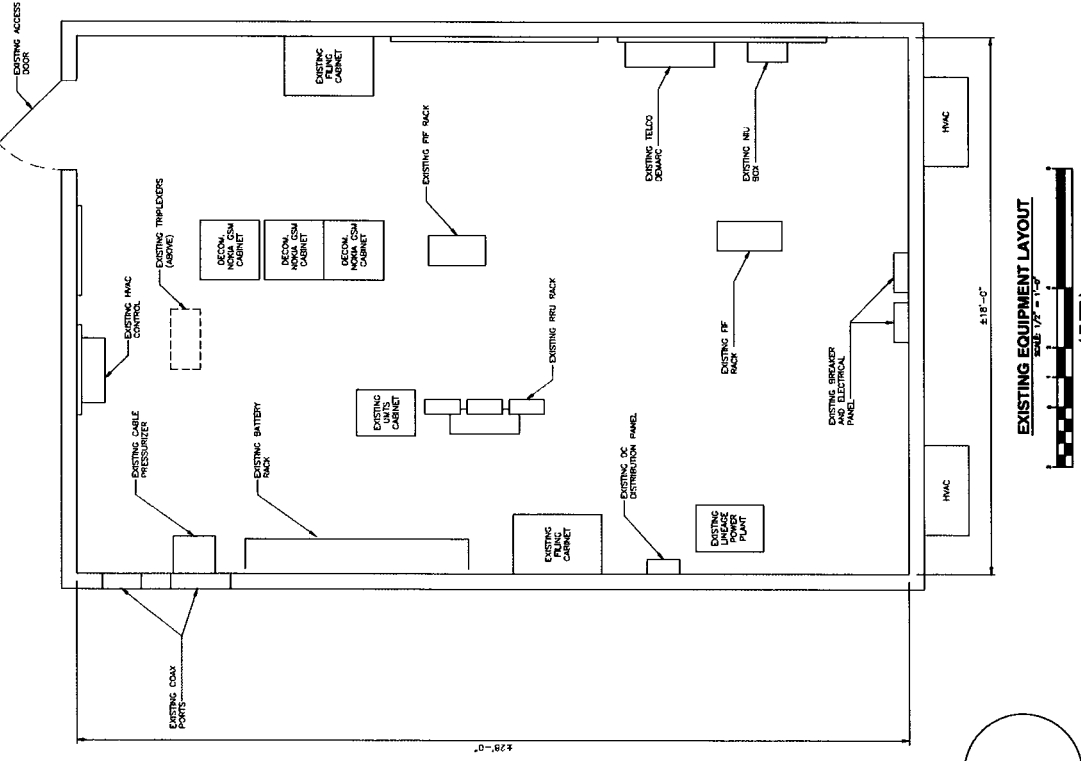 EXISTING ACCESS
DOOR
EXISTING
FILING
CABINET
EXISTING TRIPLEXERS
(ABOVE)
EXISTING HVAC
CONTROL
DECOM.
NOKIA GSM
CABINET
DECOM.
NOKIA GSM
CABINET
DECOM.
NOKIA GSM
CABINET
EXISTING FIF RACK
EXISTING TELCO
DEMARC
EXISTING NIU
BOX
HVAC
EXISTING CABLE
PRESSURIZER
EXISTING BATTERY
RACK
EXISTING
UMTS
CABINET
EXISTING RRU RACK
EXISTING FIF
RACK
EXISTING BREAKER
AND ELECTRICAL
PANEL
EXISTING COAX
PORTS
EXISTING
FILING
CABINET
EXISTING DC
DISTRIBUTION PANEL
EXISTING
LINEAGE
POWER
PLANT
HVAC
±18'-0"
±28'-0"
EXISTING EQUIPMENT LAYOUT
SCALE: 1/2" = 1'-0"